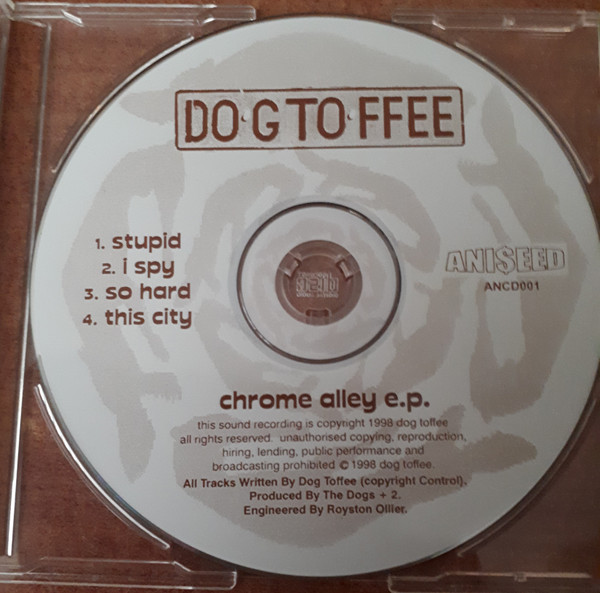 DO·GTO·FFEE
1. stupid
2. i spy
3. so hard
4. this city
ANI$EED
ANCD001
chrome alley e.p.
this sound recording is copyright 1998 dog toffee
all rights reserved. unauthorised copying, reproduction,
hiring, lending, public performance and
broadcasting prohibited © 1998 dog toffee.
All Tracks Written By Dog Toffee (copyright Control),
Produced By The Dogs + 2.
Engineered By Royston Ollier.